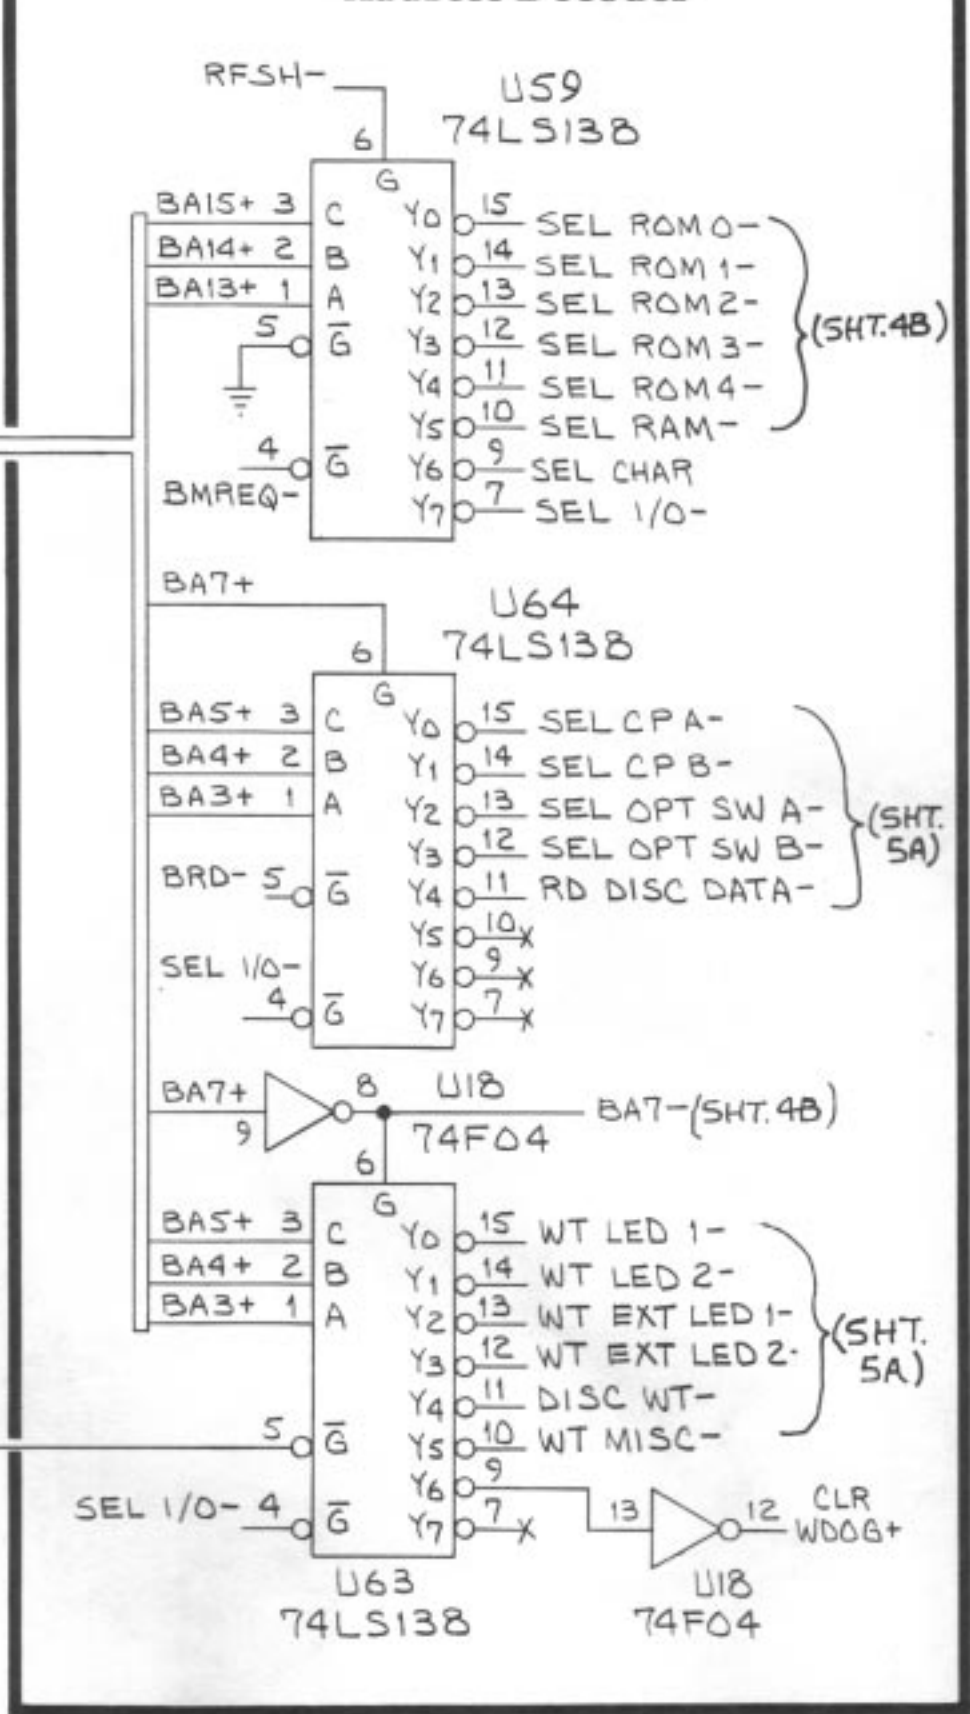 RFSH-
U59
74LS138
6
G
BA15+ 3 C Y0 15 SEL ROM 0-
BA14+ 2 B Y1 14 SEL ROM 1-
BA13+ 1 A Y2 13 SEL ROM 2-
5 G Y3 12 SEL ROM 3-
(SHT.4B)
Y4 11 SEL ROM 4-
Y5 10 SEL RAM-
4 G Y6 9 SEL CHAR
BMREQ-
Y7 7 SEL I/O-
BA7+
U64
74LS138
6
G
BA5+ 3 C Y0 15 SEL CP A-
BA4+ 2 B Y1 14 SEL CP B-
BA3+ 1 A Y2 13 SEL OPT SW A-
(SHT.
5A)
Y3 12 SEL OPT SW B-
BRD- 5 G Y4 11 RD DISC DATA-
Y5 10 X
SEL I/O-
Y6 9 X
4 G Y7 7 X
BA7+ 9 8 U18
74F04
BA7-(SHT.4B)
6
G
BA5+ 3 C Y0 15 WT LED 1-
BA4+ 2 B Y1 14 WT LED 2-
BA3+ 1 A Y2 13 WT EXT LED 1-
(SHT.
5A)
Y3 12 WT EXT LED 2-
Y4 11 DISC WT-
5 G Y5 10 WT MISC-
Y6 9
SEL I/O- 4 G Y7 7 X
13 12 CLR
WDOG+
U63
74LS138
U18
74F04